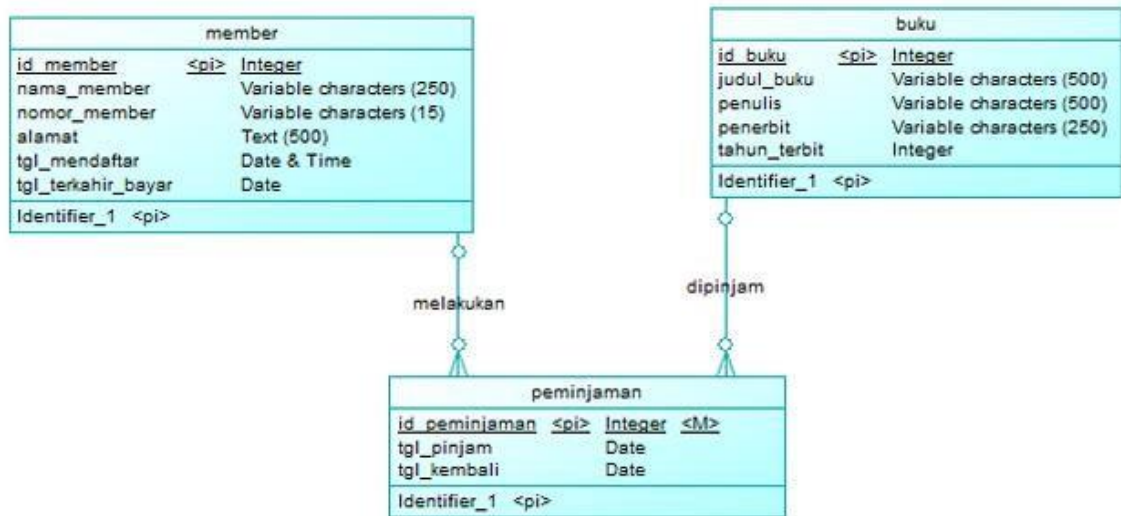 member
id_member <pi> Integer
nama_member Variable characters (250)
nomor_member Variable characters (15)
alamat Text (500)
tgl_mendaftar Date & Time
tgl_terkahir_bayar Date
Identifier_1 <pi>
buku
id_buku <pi> Integer
judul_buku Variable characters (500)
penulis Variable characters (500)
penerbit Variable characters (250)
tahun_terbit Integer
Identifier_1 <pi>
melakukan
dipinjam
peminjaman
id_peminjaman <pi> Integer <M>
tgl_pinjam Date
tgl_kembali Date
Identifier_1 <pi>